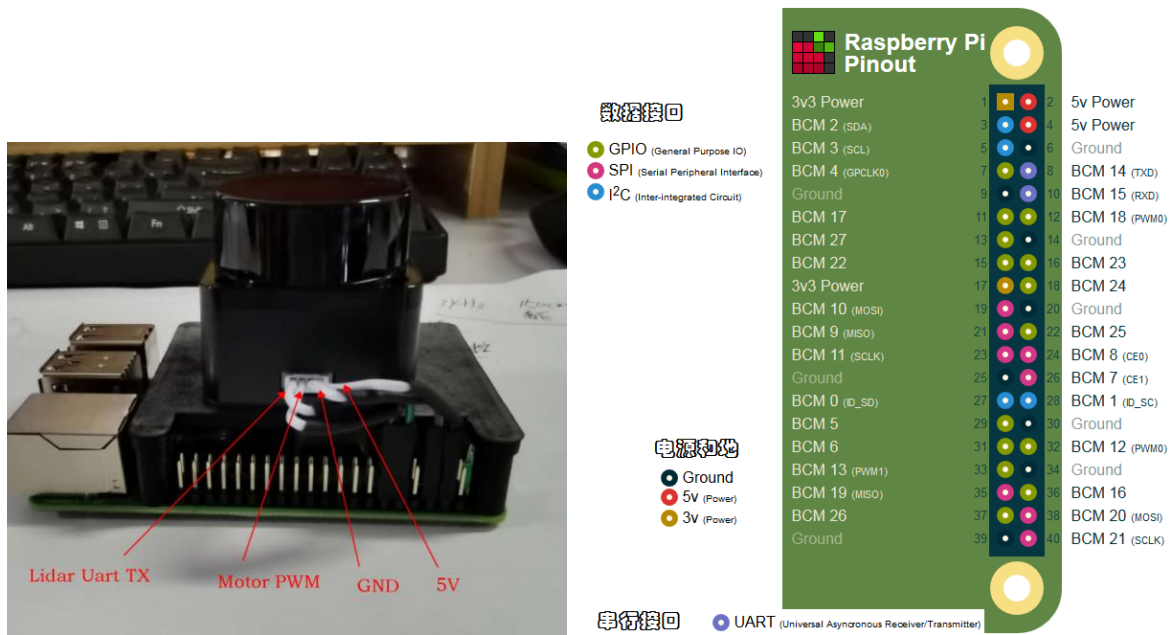 Raspberry Pi
Pinout
数据接口
GPIO (General Purpose IO)
SPI (Serial Peripheral Interface)
I²C (Inter-integrated Circuit)
电源和地
Ground
5v (Power)
3v (Power)
串行接口
UART (Universal Asyncronous Receiver/Transmitter)
3v3 Power 1 2 5v Power
BCM 2 (SDA) 3 4 5v Power
BCM 3 (SCL) 5 6 Ground
BCM 4 (GPCLK0) 7 8 BCM 14 (TXD)
Ground 9 10 BCM 15 (RXD)
BCM 17 11 12 BCM 18 (PWM0)
BCM 27 13 14 Ground
BCM 22 15 16 BCM 23
3v3 Power 17 18 BCM 24
BCM 10 (MOSI) 19 20 Ground
BCM 9 (MISO) 21 22 BCM 25
BCM 11 (SCLK) 23 24 BCM 8 (CE0)
Ground 25 26 BCM 7 (CE1)
BCM 0 (ID_SD) 27 28 BCM 1 (ID_SC)
BCM 5 29 30 Ground
BCM 6 31 32 BCM 12 (PWM0)
BCM 13 (PWM1) 33 34 Ground
BCM 19 (MISO) 35 36 BCM 16
BCM 26 37 38 BCM 20 (MOSI)
Ground 39 40 BCM 21 (SCLK)
Alt
Fn
Lidar Uart TX
Motor PWM
GND
5V